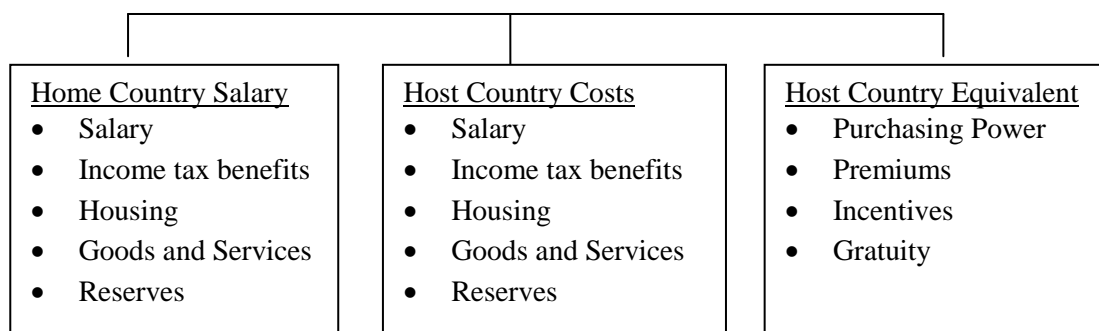 Home Country Salary
• Salary
• Income tax benefits
• Housing
• Goods and Services
• Reserves
Host Country Costs
• Salary
• Income tax benefits
• Housing
• Goods and Services
• Reserves
Host Country Equivalent
• Purchasing Power
• Premiums
• Incentives
• Gratuity